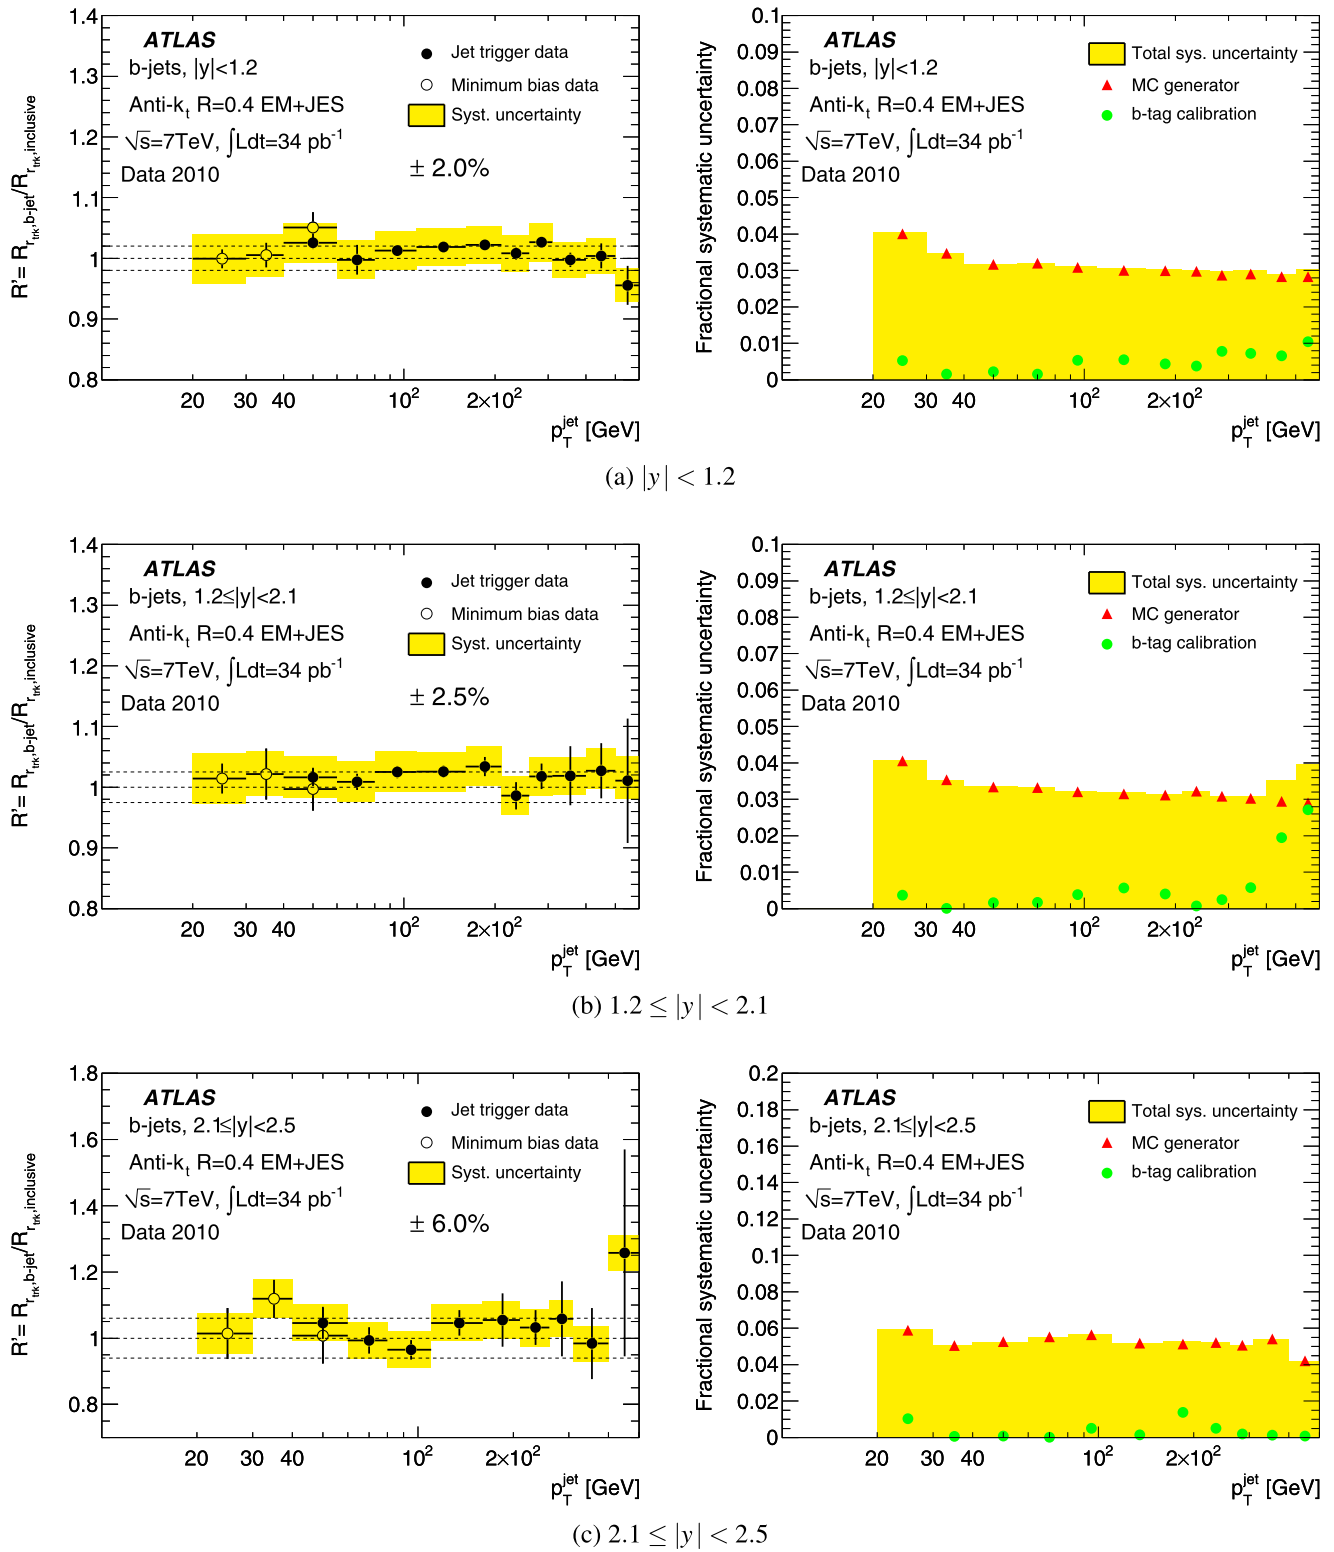 ATLAS
b-jets, |y|<1.2
Anti-kt R=0.4 EM+JES
√s=7TeV, ∫Ldt=34 pb-1
Data 2010
Jet trigger data
Minimum bias data
Syst. uncertainty
± 2.0%
R'= Rrtrk,b-jet/Rrtrk,inclusive
1.4
1.3
1.2
1.1
1
0.9
0.8
20 30 40 10² 2×10²
pTjet [GeV]
ATLAS
b-jets, |y|<1.2
Anti-kt R=0.4 EM+JES
√s=7TeV, ∫Ldt=34 pb-1
Data 2010
Total sys. uncertainty
MC generator
b-tag calibration
Fractional systematic uncertainty
0.1
0.09
0.08
0.07
0.06
0.05
0.04
0.03
0.02
0.01
0
20 30 40 10² 2×10²
pTjet [GeV]
(a) |y| < 1.2
ATLAS
b-jets, 1.2≤|y|<2.1
Anti-kt R=0.4 EM+JES
√s=7TeV, ∫Ldt=34 pb-1
Data 2010
Jet trigger data
Minimum bias data
Syst. uncertainty
± 2.5%
R'= Rrtrk,b-jet/Rrtrk,inclusive
1.4
1.3
1.2
1.1
1
0.9
0.8
20 30 40 10² 2×10²
pTjet [GeV]
ATLAS
b-jets, 1.2≤|y|<2.1
Anti-kt R=0.4 EM+JES
√s=7TeV, ∫Ldt=34 pb-1
Data 2010
Total sys. uncertainty
MC generator
b-tag calibration
Fractional systematic uncertainty
0.1
0.09
0.08
0.07
0.06
0.05
0.04
0.03
0.02
0.01
0
20 30 40 10² 2×10²
pTjet [GeV]
(b) 1.2 ≤ |y| < 2.1
ATLAS
b-jets, 2.1≤|y|<2.5
Anti-kt R=0.4 EM+JES
√s=7TeV, ∫Ldt=34 pb-1
Data 2010
Jet trigger data
Minimum bias data
Syst. uncertainty
± 6.0%
R'= Rrtrk,b-jet/Rrtrk,inclusive
1.8
1.6
1.4
1.2
1
0.8
20 30 40 10² 2×10²
pTjet [GeV]
ATLAS
b-jets, 2.1≤|y|<2.5
Anti-kt R=0.4 EM+JES
√s=7TeV, ∫Ldt=34 pb-1
Data 2010
Total sys. uncertainty
MC generator
b-tag calibration
Fractional systematic uncertainty
0.2
0.18
0.16
0.14
0.12
0.1
0.08
0.06
0.04
0.02
0
20 30 40 10² 2×10²
pTjet [GeV]
(c) 2.1 ≤ |y| < 2.5